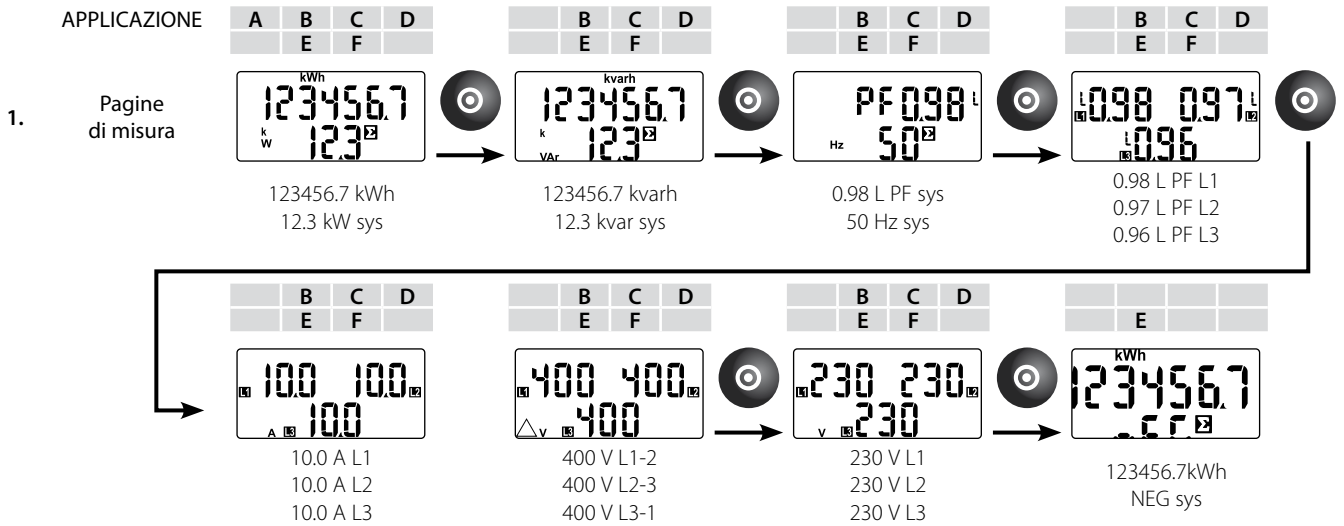 APPLICAZIONE
A B C D
E F
B C D
E F
B C D
E F
B C D
E F
1.
Pagine
di misura
kWh
123456.7
k
W
12.3 Σ
kvarh
123456.7
k
VAr
12.3 Σ
PF 0.98 L
Hz
50 Σ
L1 0.98 L 0.97 L L2
L3 0.96 L
123456.7 kWh
12.3 kW sys
123456.7 kvarh
12.3 kvar sys
0.98 L PF sys
50 Hz sys
0.98 L PF L1
0.97 L PF L2
0.96 L PF L3
B C D
E F
B C D
E F
B C D
E F
E
L1 10.0 10.0 L2
A L3 10.0
L1 400 400 L2
V L3 400
L1 230 230 L2
V L3 230
kWh
123456.7
Σ
10.0 A L1
10.0 A L2
10.0 A L3
400 V L1-2
400 V L2-3
400 V L3-1
230 V L1
230 V L2
230 V L3
123456.7kWh
NEG sys